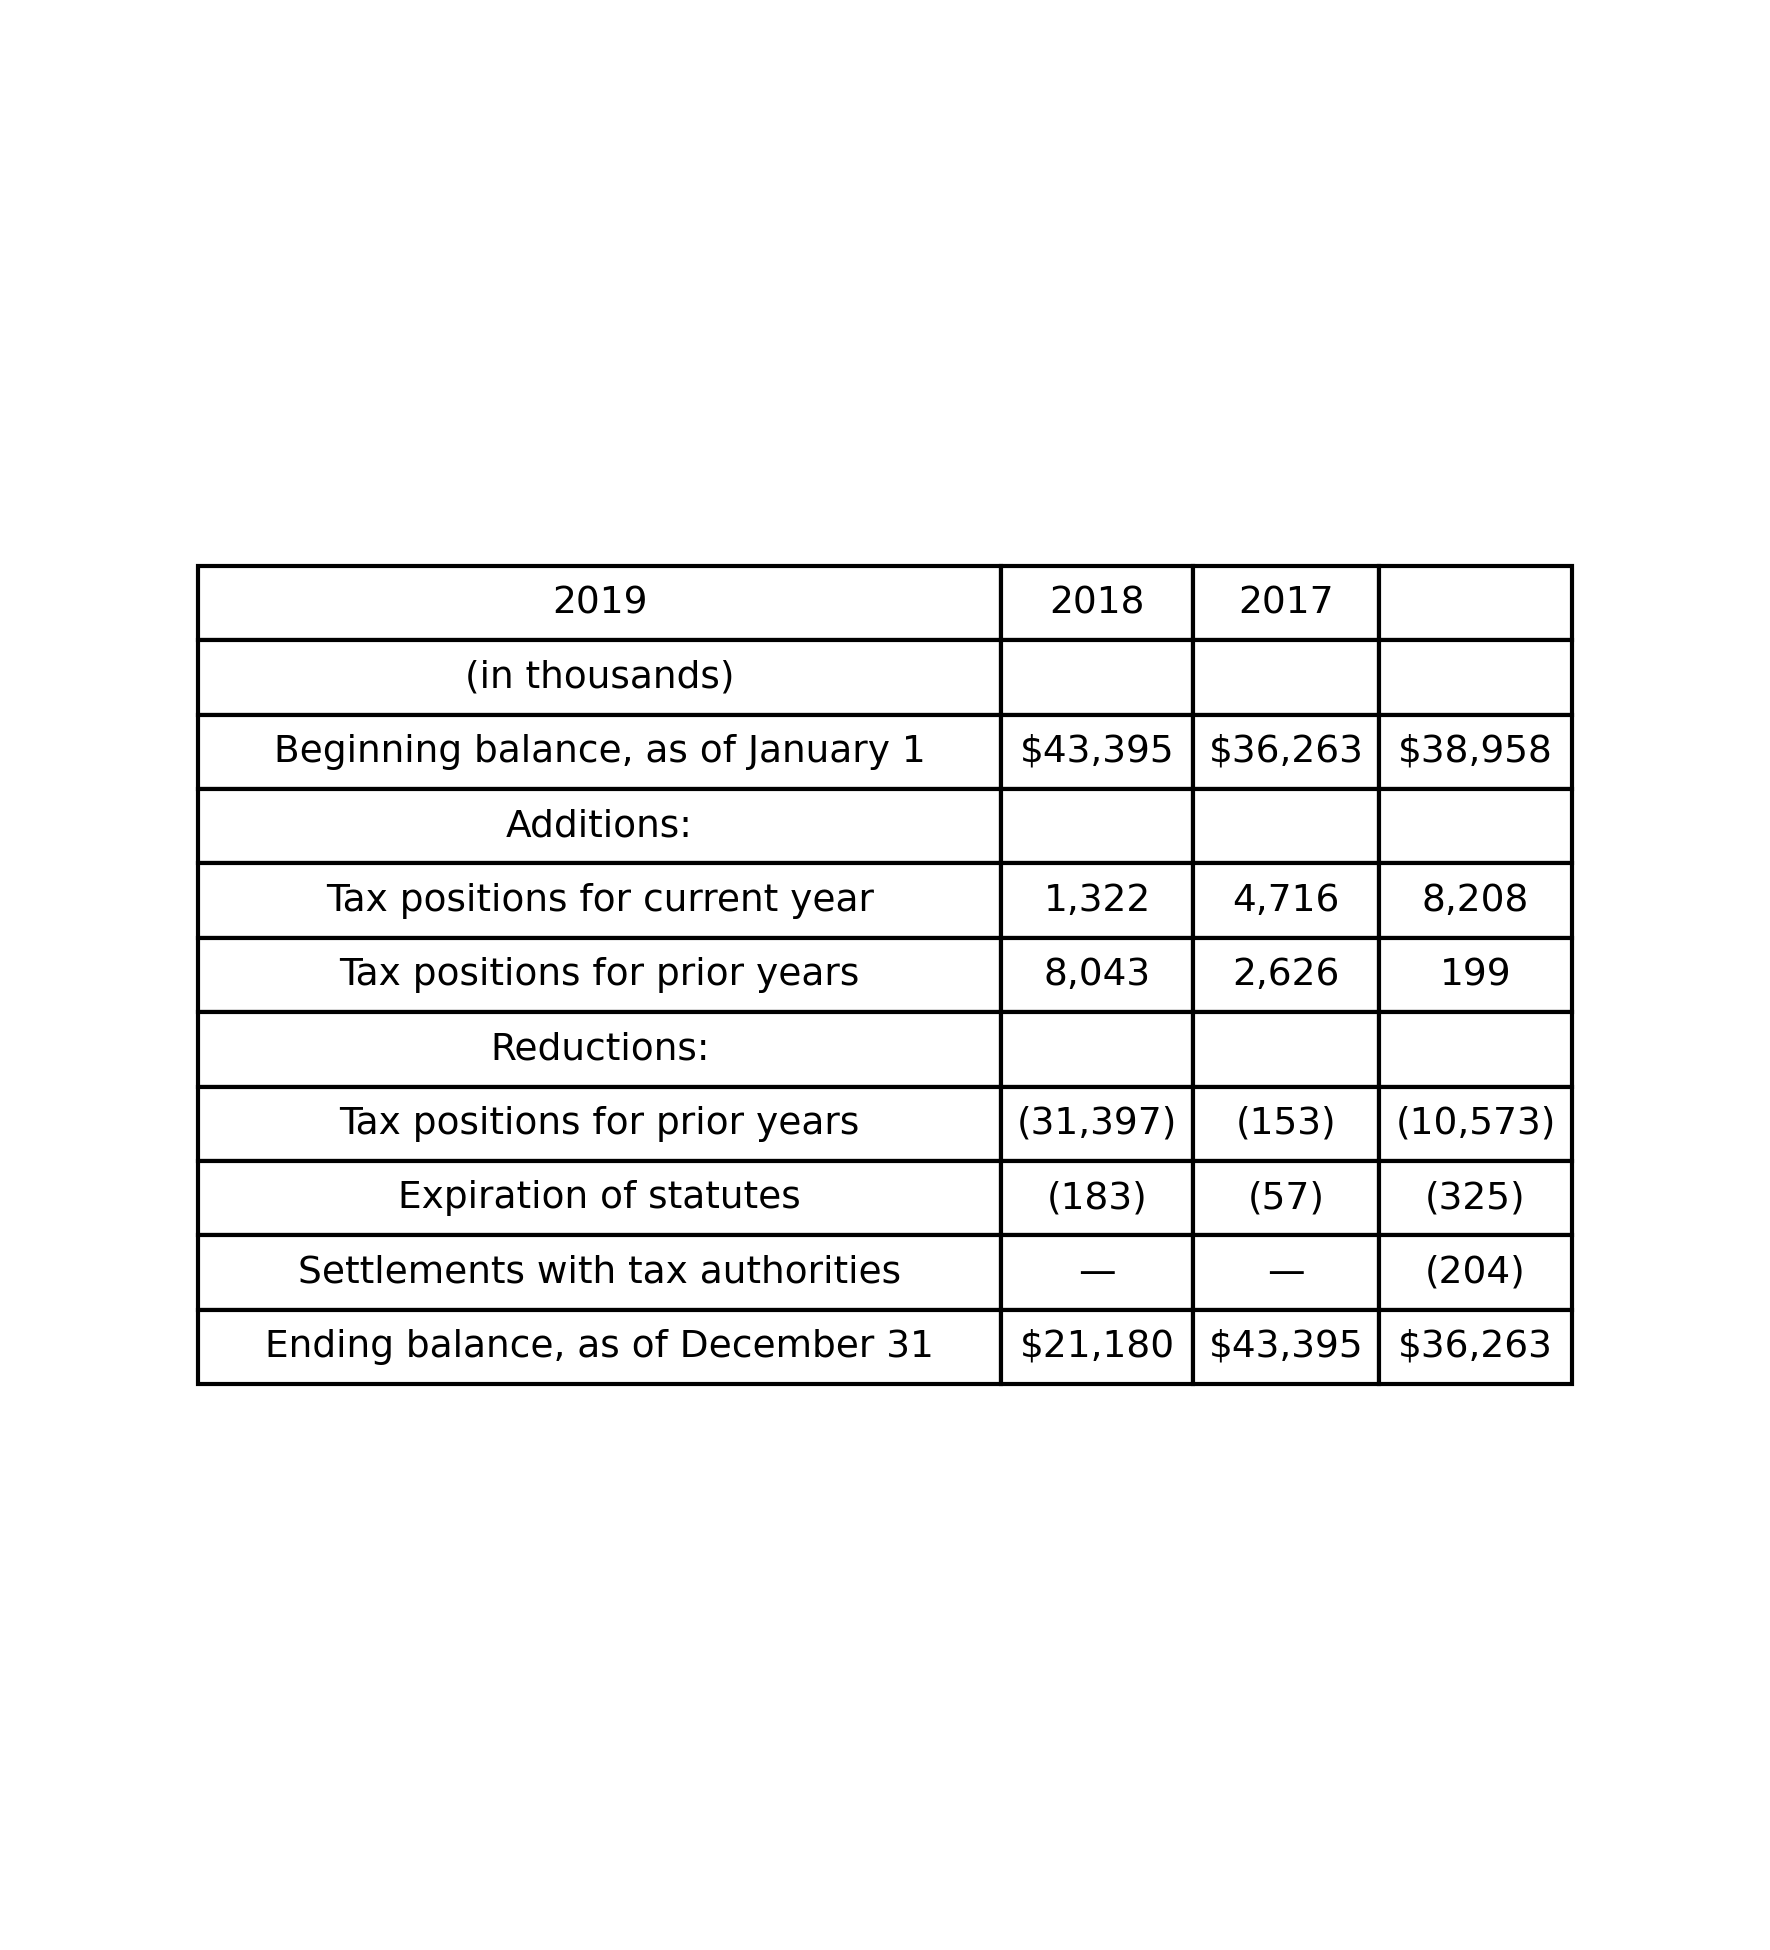 2019 2018 2017
(in thousands)
Beginning balance, as of January 1 $43,395 $36,263 $38,958
Additions:
Tax positions for current year 1,322 4,716 8,208
Tax positions for prior years 8,043 2,626 199
Reductions:
Tax positions for prior years (31,397) (153) (10,573)
Expiration of statutes (183) (57) (325)
Settlements with tax authorities — — (204)
Ending balance, as of December 31 $21,180 $43,395 $36,263